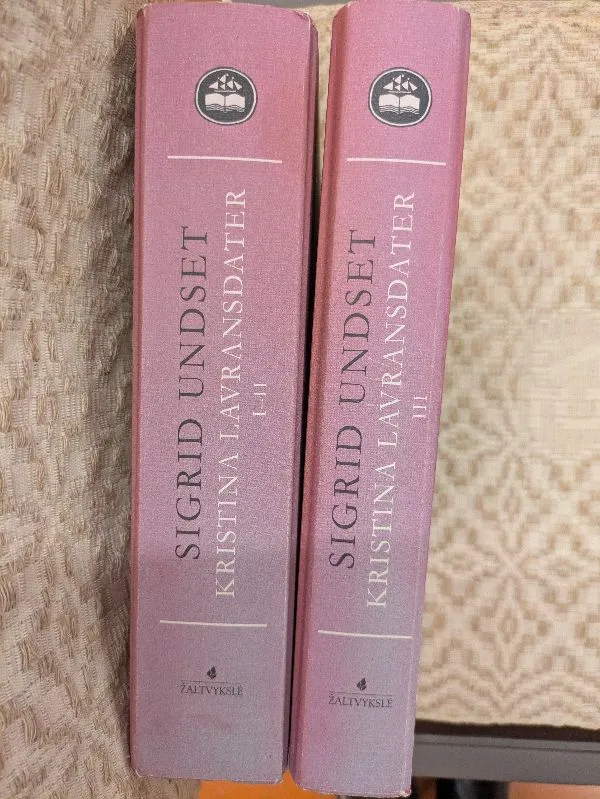 SIGRID UNDSET
KRISTINA LAVRANSDATER
I–II
ŽALTVYKSLĖ
SIGRID UNDSET
KRISTINA LAVRANSDATER
III
ŽALTVYKSLĖ